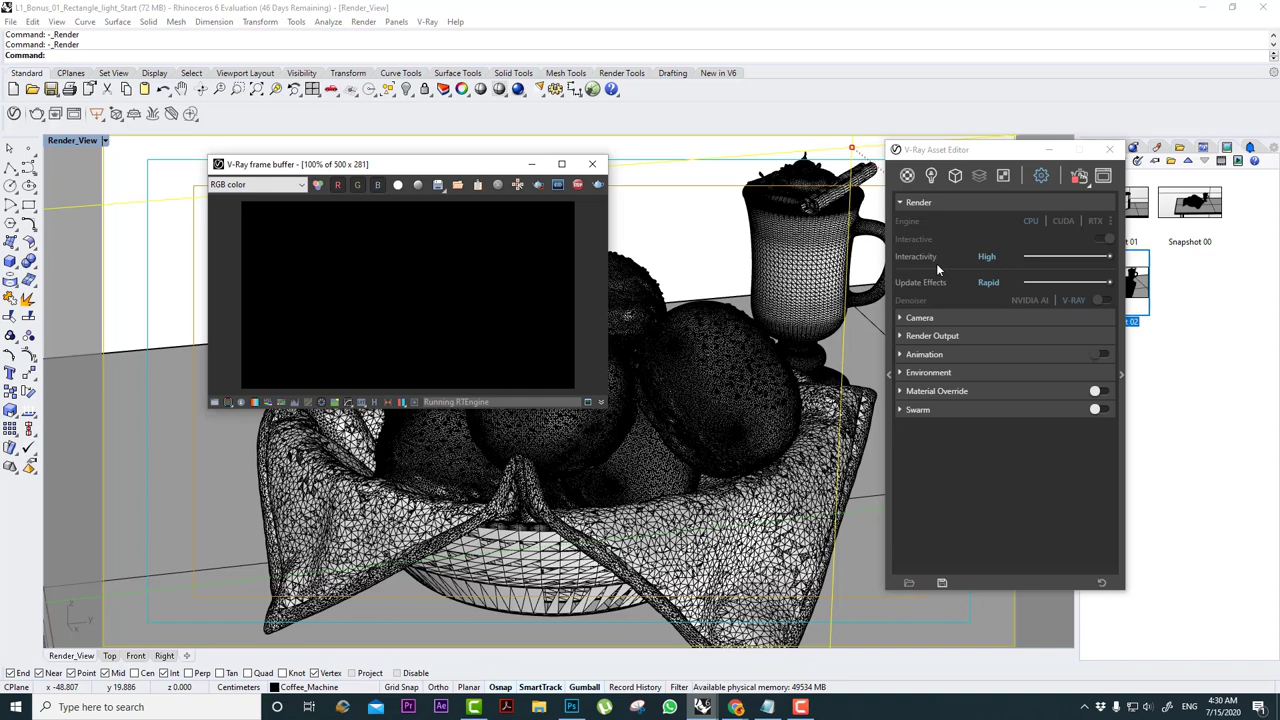 L1_Bonus_01_Rectangle_light_Start (72 MB) - Rhinoceros 6 Evaluation (46 Days Remaining) - [Render_View]
File Edit View Curve Surface Solid Mesh Dimension Transform Tools Analyze Render Panels V-Ray Help
Command: -_Render
Command: -_Render
Command:
Standard CPlanes Set View Display Select Viewport Layout Visibility Transform Curve Tools Surface Tools Solid Tools Mesh Tools Render Tools Drafting New in V6
Render_View
V-Ray frame buffer - [100% of 500 x 281]
RGB color
R G B
STOP
H
Running RTEngine
V-Ray Asset Editor
Render
Engine CPU CUDA RTX
Interactive
Interactivity High
Update Effects Rapid
Denoiser NVIDIA AI V-RAY
Camera
Render Output
Animation
Environment
Material Override
Swarm
01 Snapshot 00
02
z
y
x
Render_View Top Front Right
End Near Point Mid Cen Int Perp Tan Quad Knot Vertex Project Disable
CPlane x -48.807 y 19.886 z 0.000 Centimeters Coffee_Machine Grid Snap Ortho Planar Osnap SmartTrack Gumball Record History Filter Available physical memory: 49534 MB
Type here to search
Pr Ae Ps
ENG 4:30 AM
7/15/2020